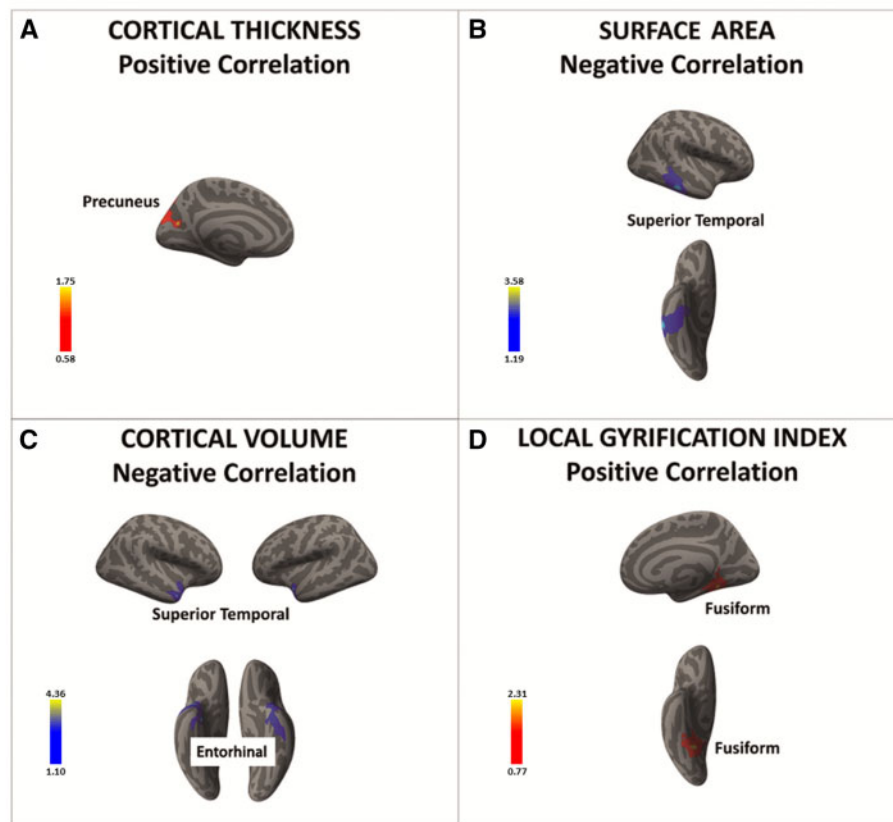 A
CORTICAL THICKNESS
Positive Correlation
Precuneus
1.75
0.58
B
SURFACE AREA
Negative Correlation
Superior Temporal
3.58
1.19
C
CORTICAL VOLUME
Negative Correlation
Superior Temporal
4.36
Entorhinal
1.10
D
LOCAL GYRIFICATION INDEX
Positive Correlation
Fusiform
2.31
Fusiform
0.77